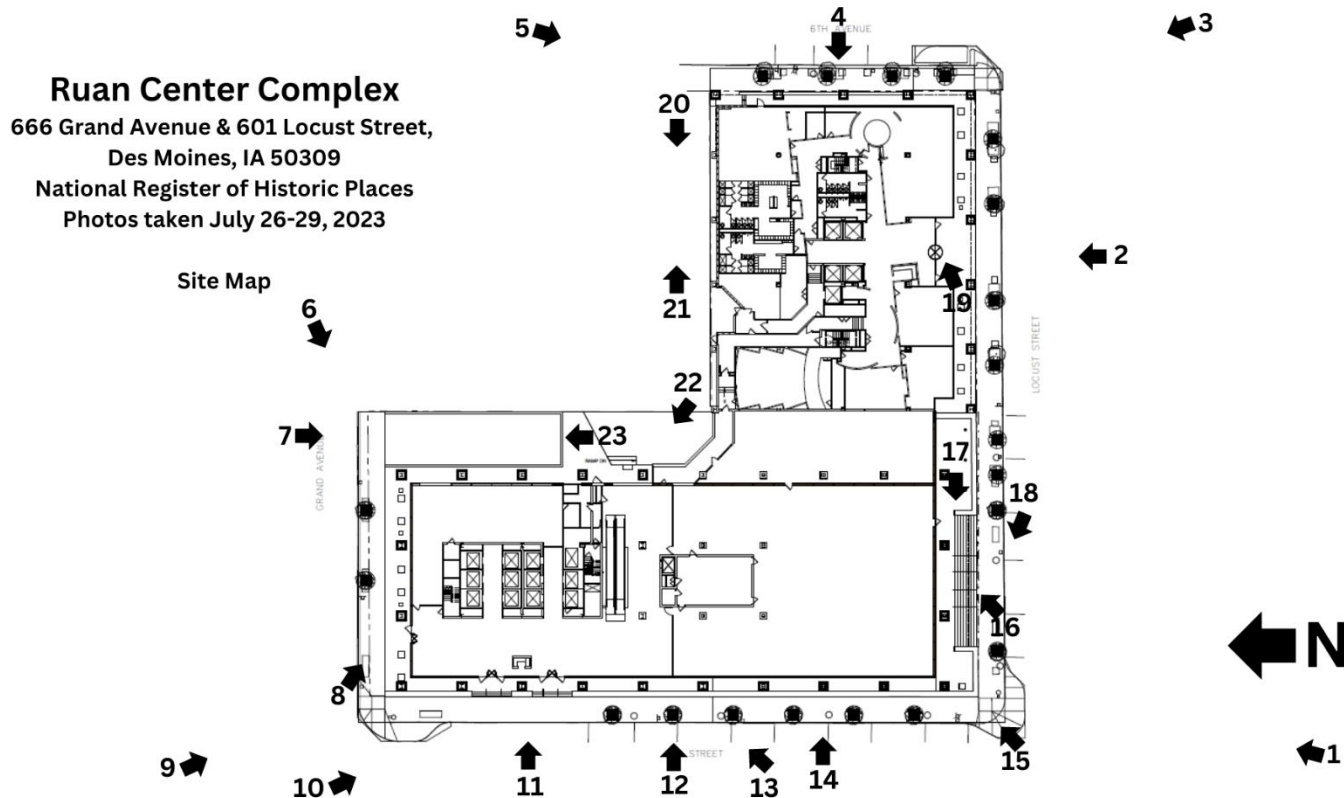 Ruan Center Complex
666 Grand Avenue & 601 Locust Street,
Des Moines, IA 50309
National Register of Historic Places
Photos taken July 26-29, 2023
Site Map
5
4
3
6TH AVENUE
20
2
19
21
6
LOCUST STREET
22
7
23
GRAND AVENUE
RAMP DN
17
18
16
N
8
STREET
9
10
11
12
13
14
15
1